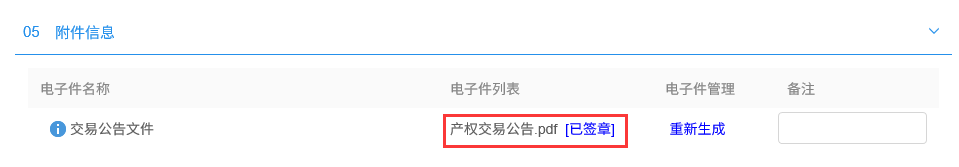 05 附件信息
电子件名称 电子件列表 电子件管理 备注
交易公告文件 产权交易公告.pdf [已签章] 重新生成